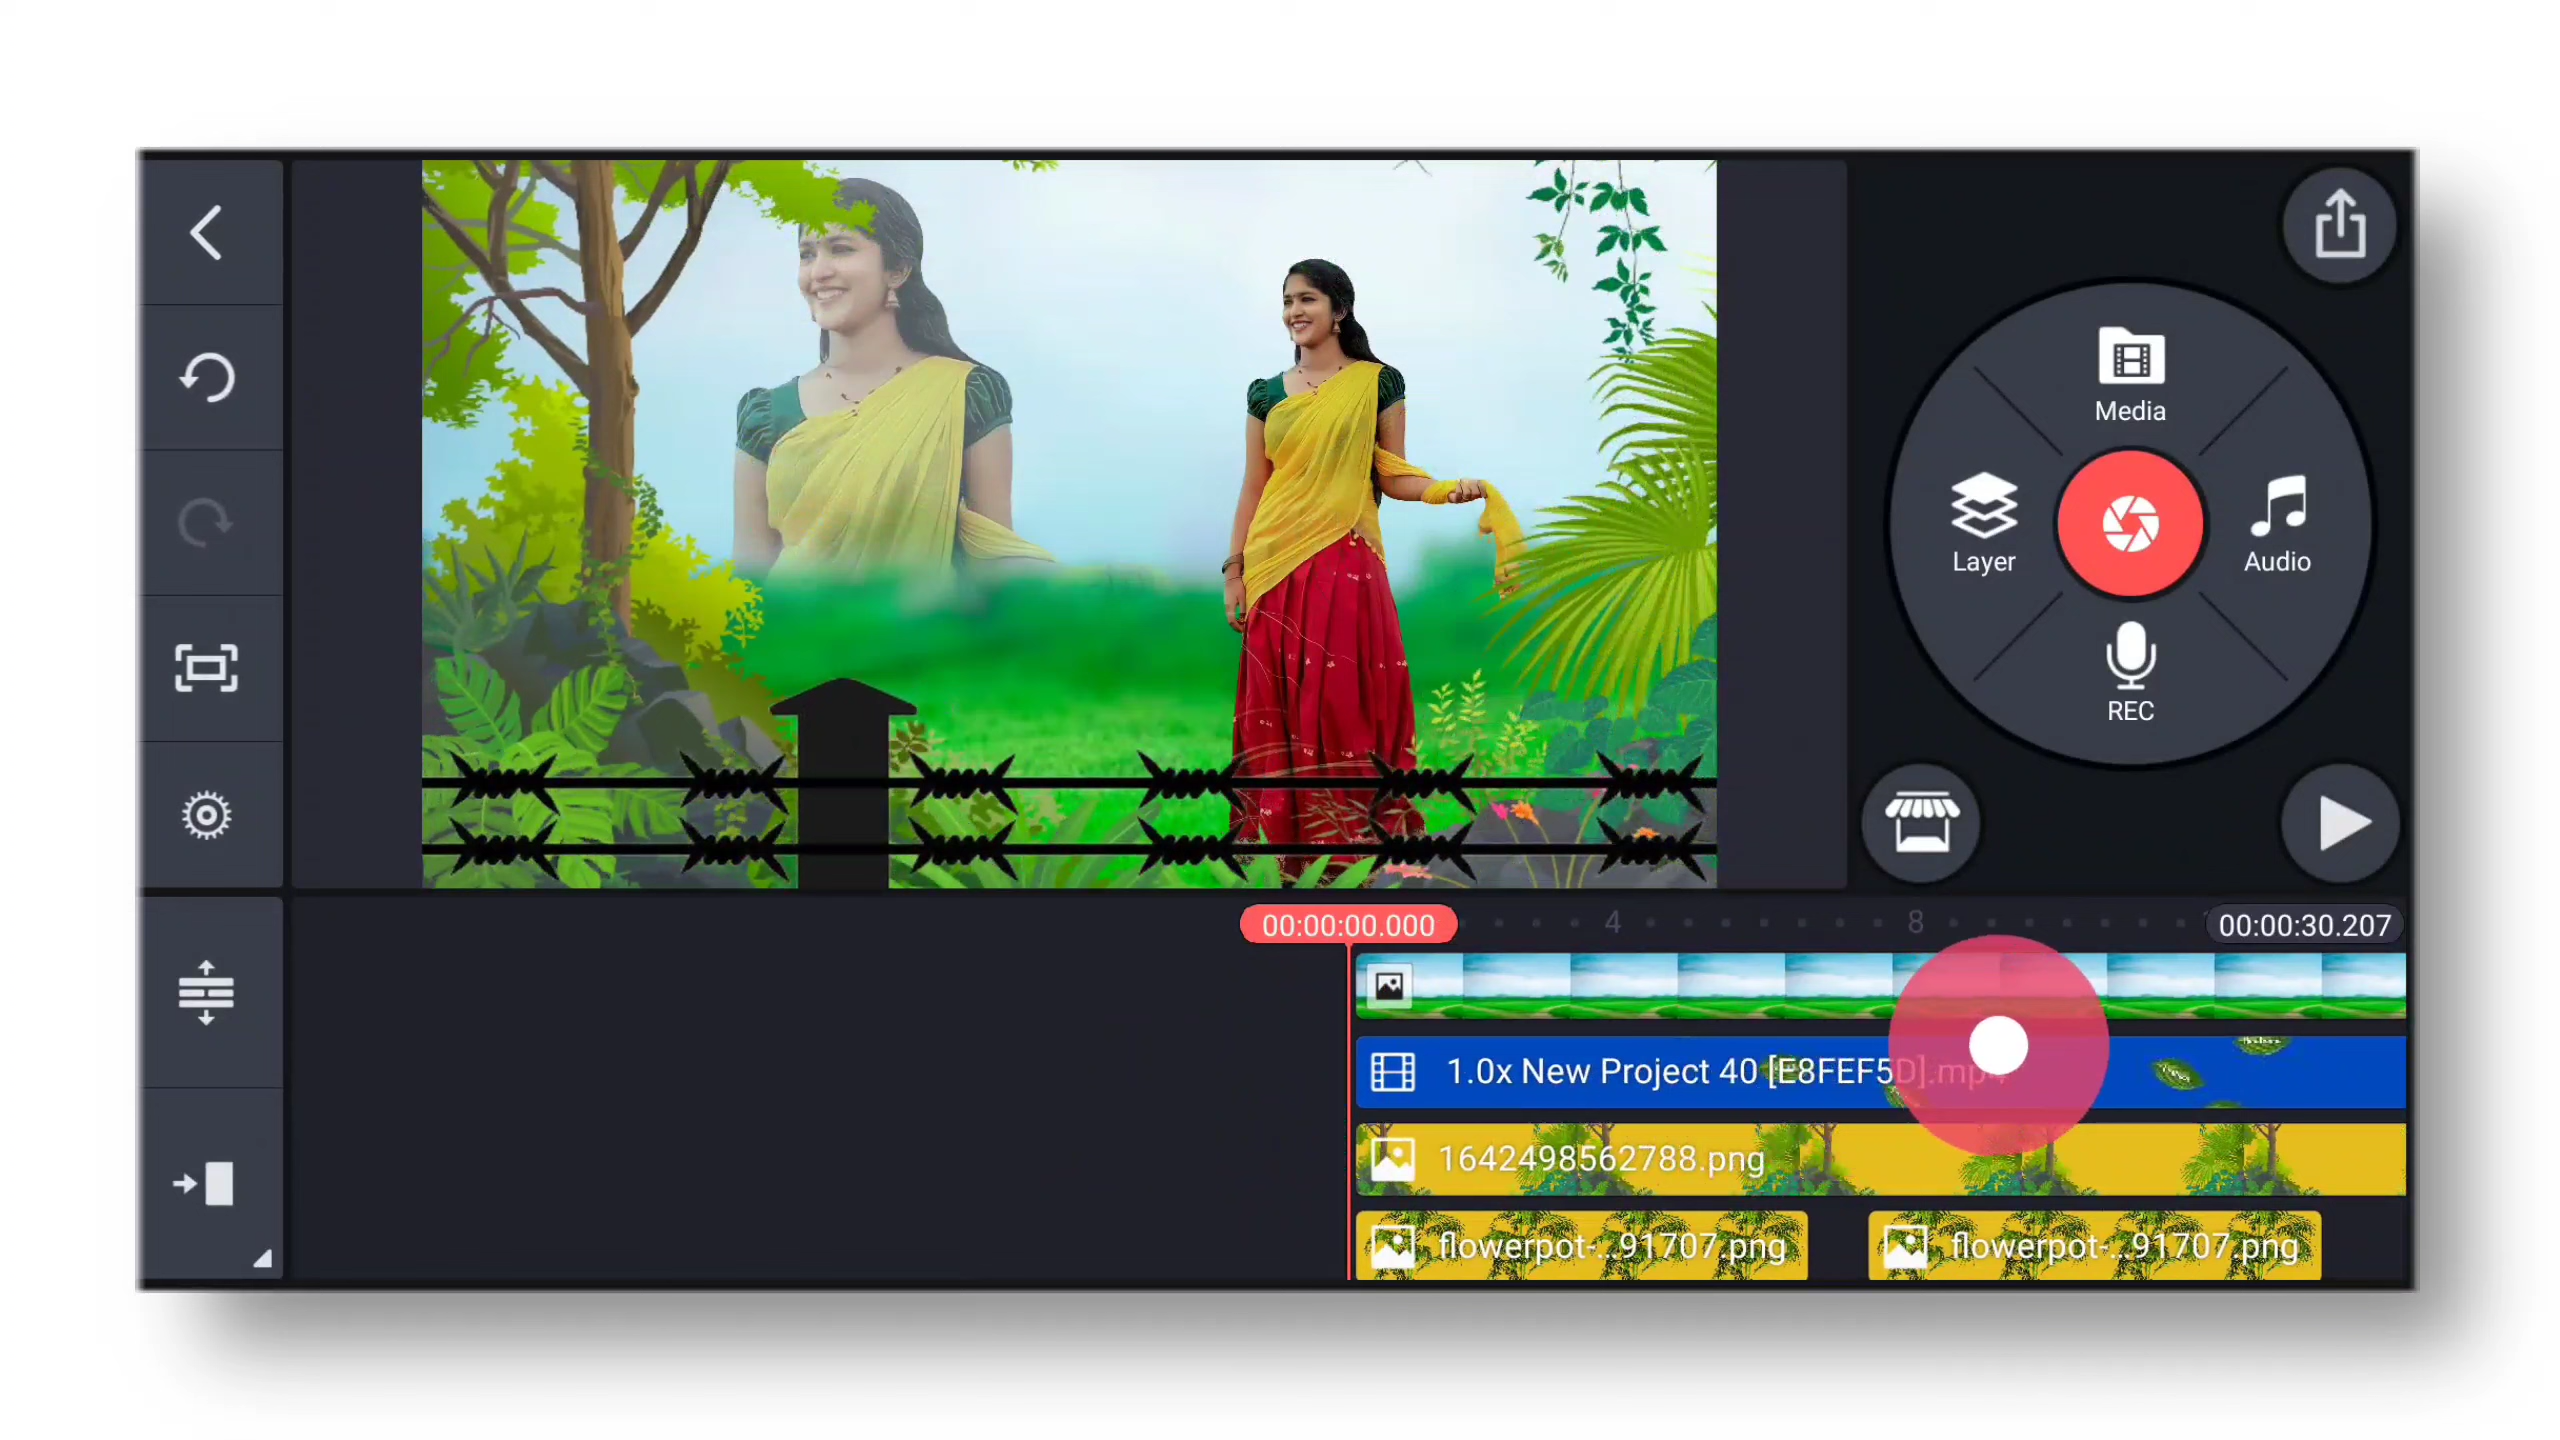 Media
Layer
Audio
REC
00:00:00.000
4
8
00:00:30.207
1.0x New Project 40 [E8FEF5D].mp4
1642498562788.png
flowerpot-...91707.png
flowerpot-...91707.png